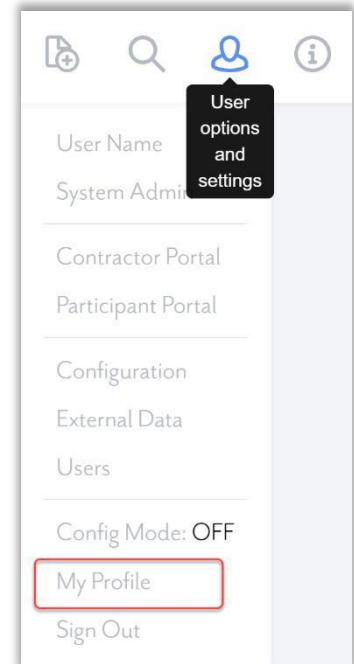 User
options
and
settings
User Name
System Admi
Contractor Portal
Participant Portal
Configuration
External Data
Users
Config Mode: OFF
My Profile
Sign Out